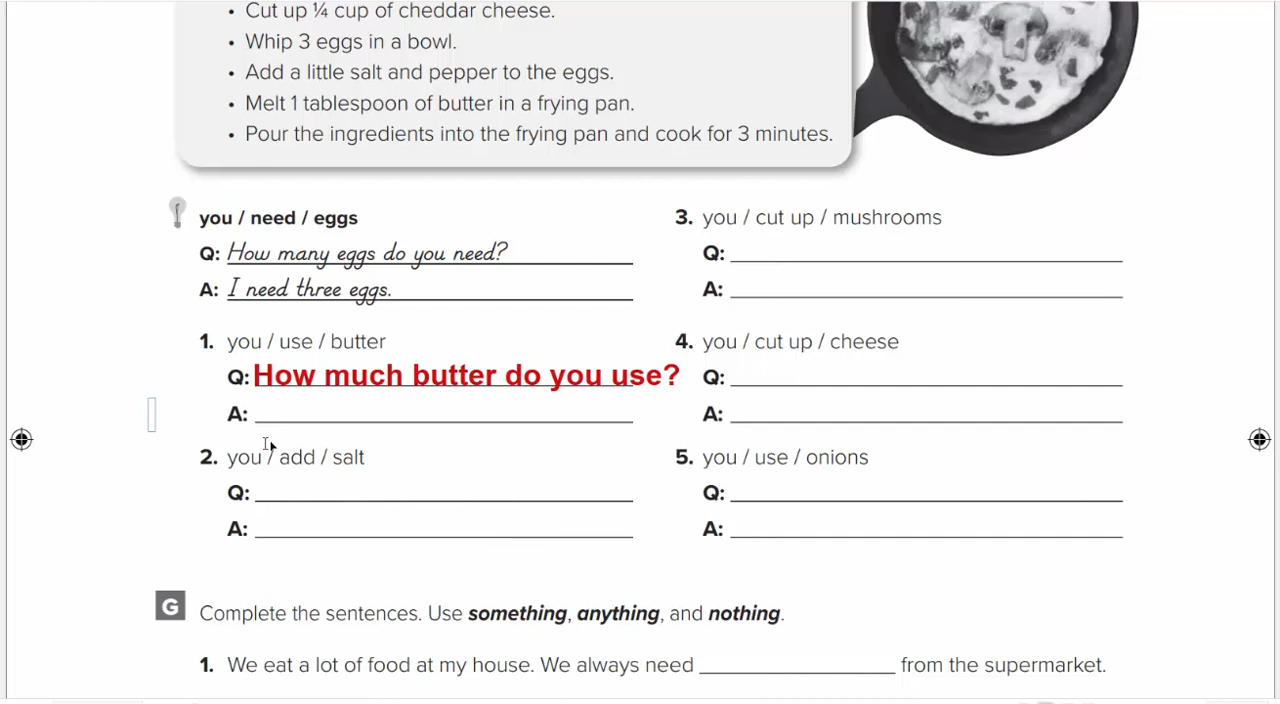 • Cut up ¼ cup of cheddar cheese.
• Whip 3 eggs in a bowl.
• Add a little salt and pepper to the eggs.
• Melt 1 tablespoon of butter in a frying pan.
• Pour the ingredients into the frying pan and cook for 3 minutes.
you / need / eggs
Q: How many eggs do you need?
A: I need three eggs.
1. you / use / butter
Q: How much butter do you use?
A:
2. you / add / salt
Q:
A:
3. you / cut up / mushrooms
Q:
A:
4. you / cut up / cheese
Q:
A:
5. you / use / onions
Q:
A:
G Complete the sentences. Use something, anything, and nothing.
1. We eat a lot of food at my house. We always need ____________ from the supermarket.